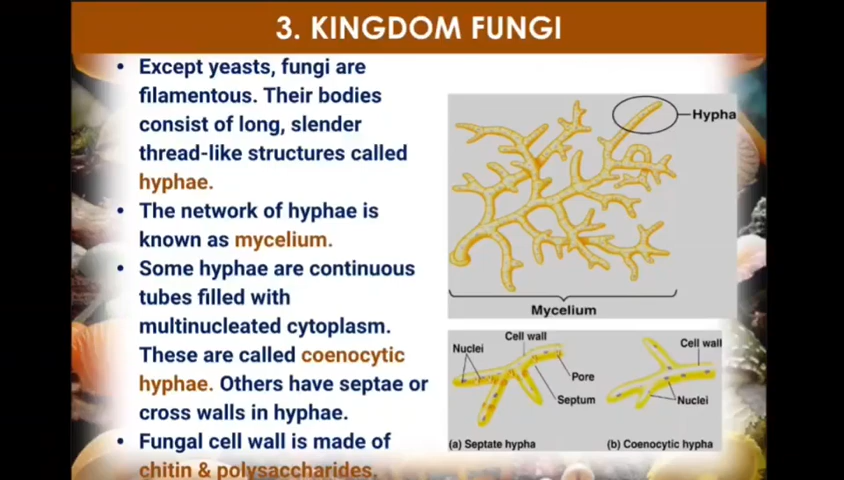 3. KINGDOM FUNGI
• Except yeasts, fungi are
filamentous. Their bodies
consist of long, slender
thread-like structures called
hyphae.
• The network of hyphae is
known as mycelium.
• Some hyphae are continuous
tubes filled with
multinucleated cytoplasm.
These are called coenocytic
hyphae. Others have septae or
cross walls in hyphae.
• Fungal cell wall is made of
chitin & polysaccharides.
Hypha
Mycelium
Cell wall
Nuclei
Pore
Septum
(a) Septate hypha
Cell wall
Nuclei
(b) Coenocytic hypha